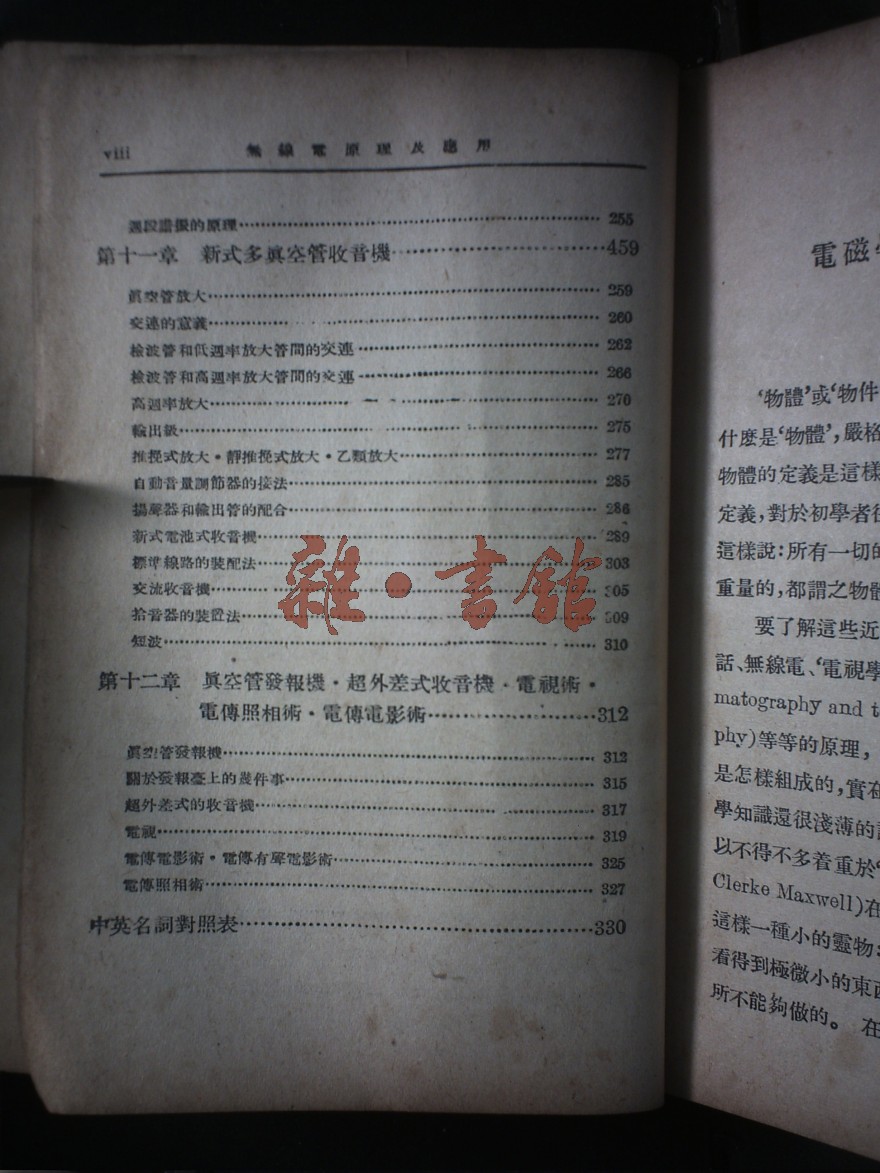 viii 無線電原理及應用
週段諧振的原理 255
第十一章 新式多眞空管收音機 459
眞空管放大 259
交連的意義 260
檢波管和低週率放大管間的交連 262
檢波管和高週率放大管間的交連 266
高週率放大 270
輸出級 275
推挽式放大・靜推挽式放大・乙類放大 277
自動音量調節器的接法 285
揚聲器和輸出管的配合 286
新式電池式收音機 289
標準線路的裝配法 303
交流收音機 305
拾音器的裝置法 309
短波 310
第十二章 眞空管發報機・超外差式收音機・電視術・
電傳照相術・電傳電影術 312
眞空管發報機 312
關於發報臺上的幾件事 315
超外差式的收音機 317
電視 319
電傳電影術・電傳有聲電影術 325
電傳照相術 327
中英名詞對照表 330
雜・書館
電磁
‘物體’或‘物件
什麽是‘物體’,嚴格
物體的定義是這樣
定義,對於初學者往
這樣說:所有一切的
重量的,都謂之物體
要了解這些近
話、無線電、‘電視學
matography and t
phy)等等的原理,
是怎樣組成的,實在
學知識還很淺薄的
以不得不多着重於
Clerke Maxwell)在
這樣一種小的靈物:
看得到極微小的東西
所不能夠做的。 在